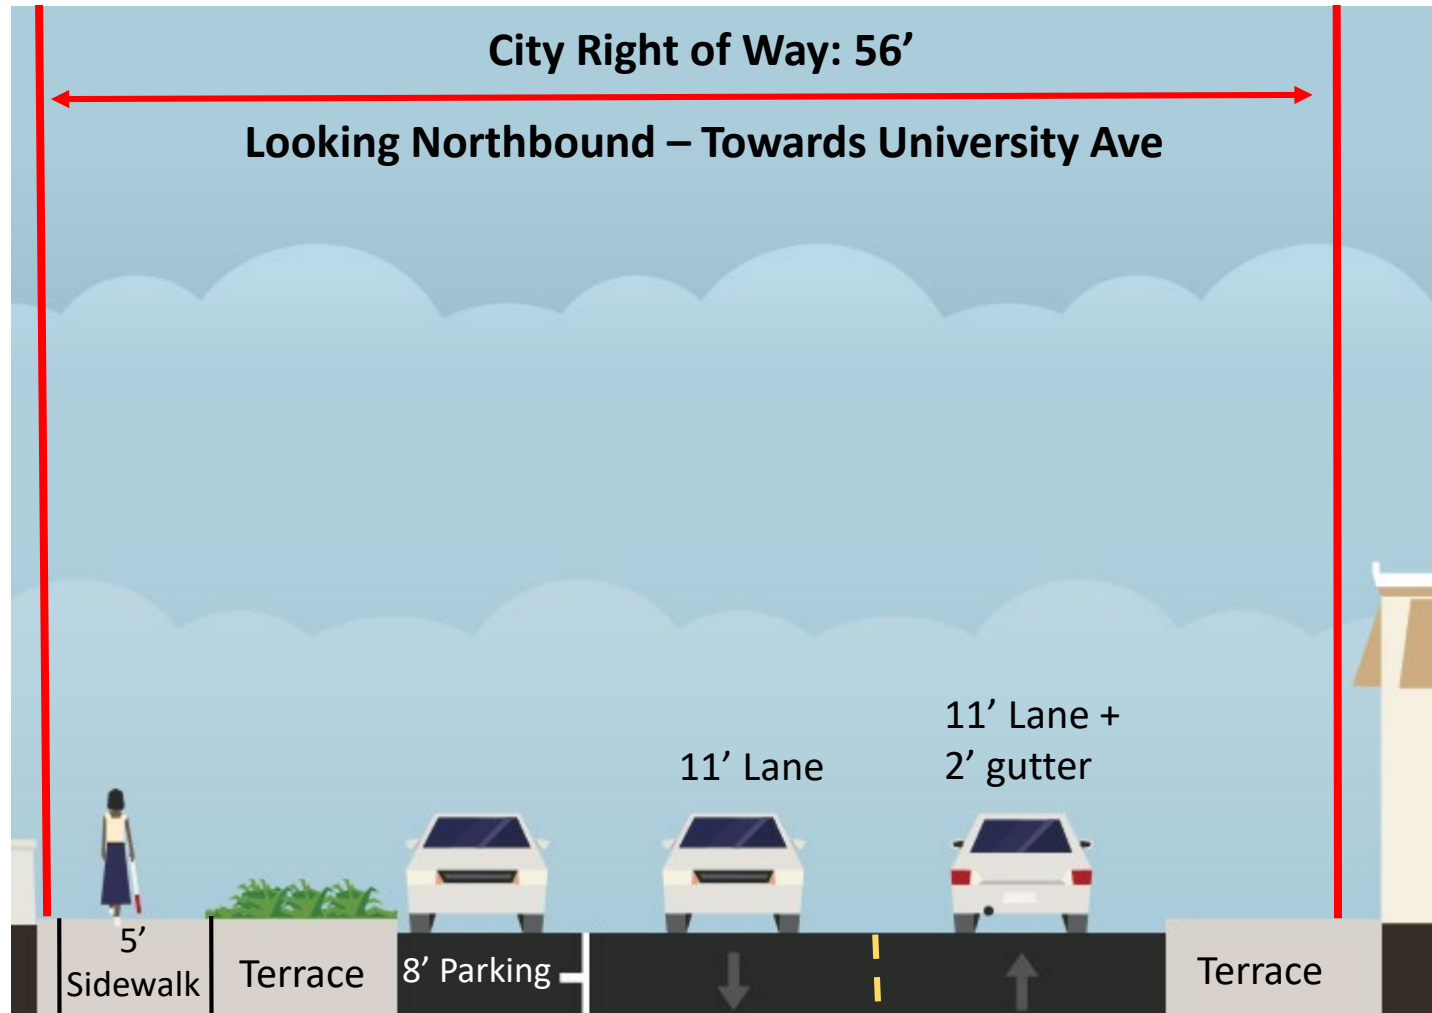 City Right of Way: 56’
Looking Northbound – Towards University Ave
11’ Lane +
2’ gutter
11’ Lane
5’
Sidewalk
Terrace
8’ Parking
Terrace